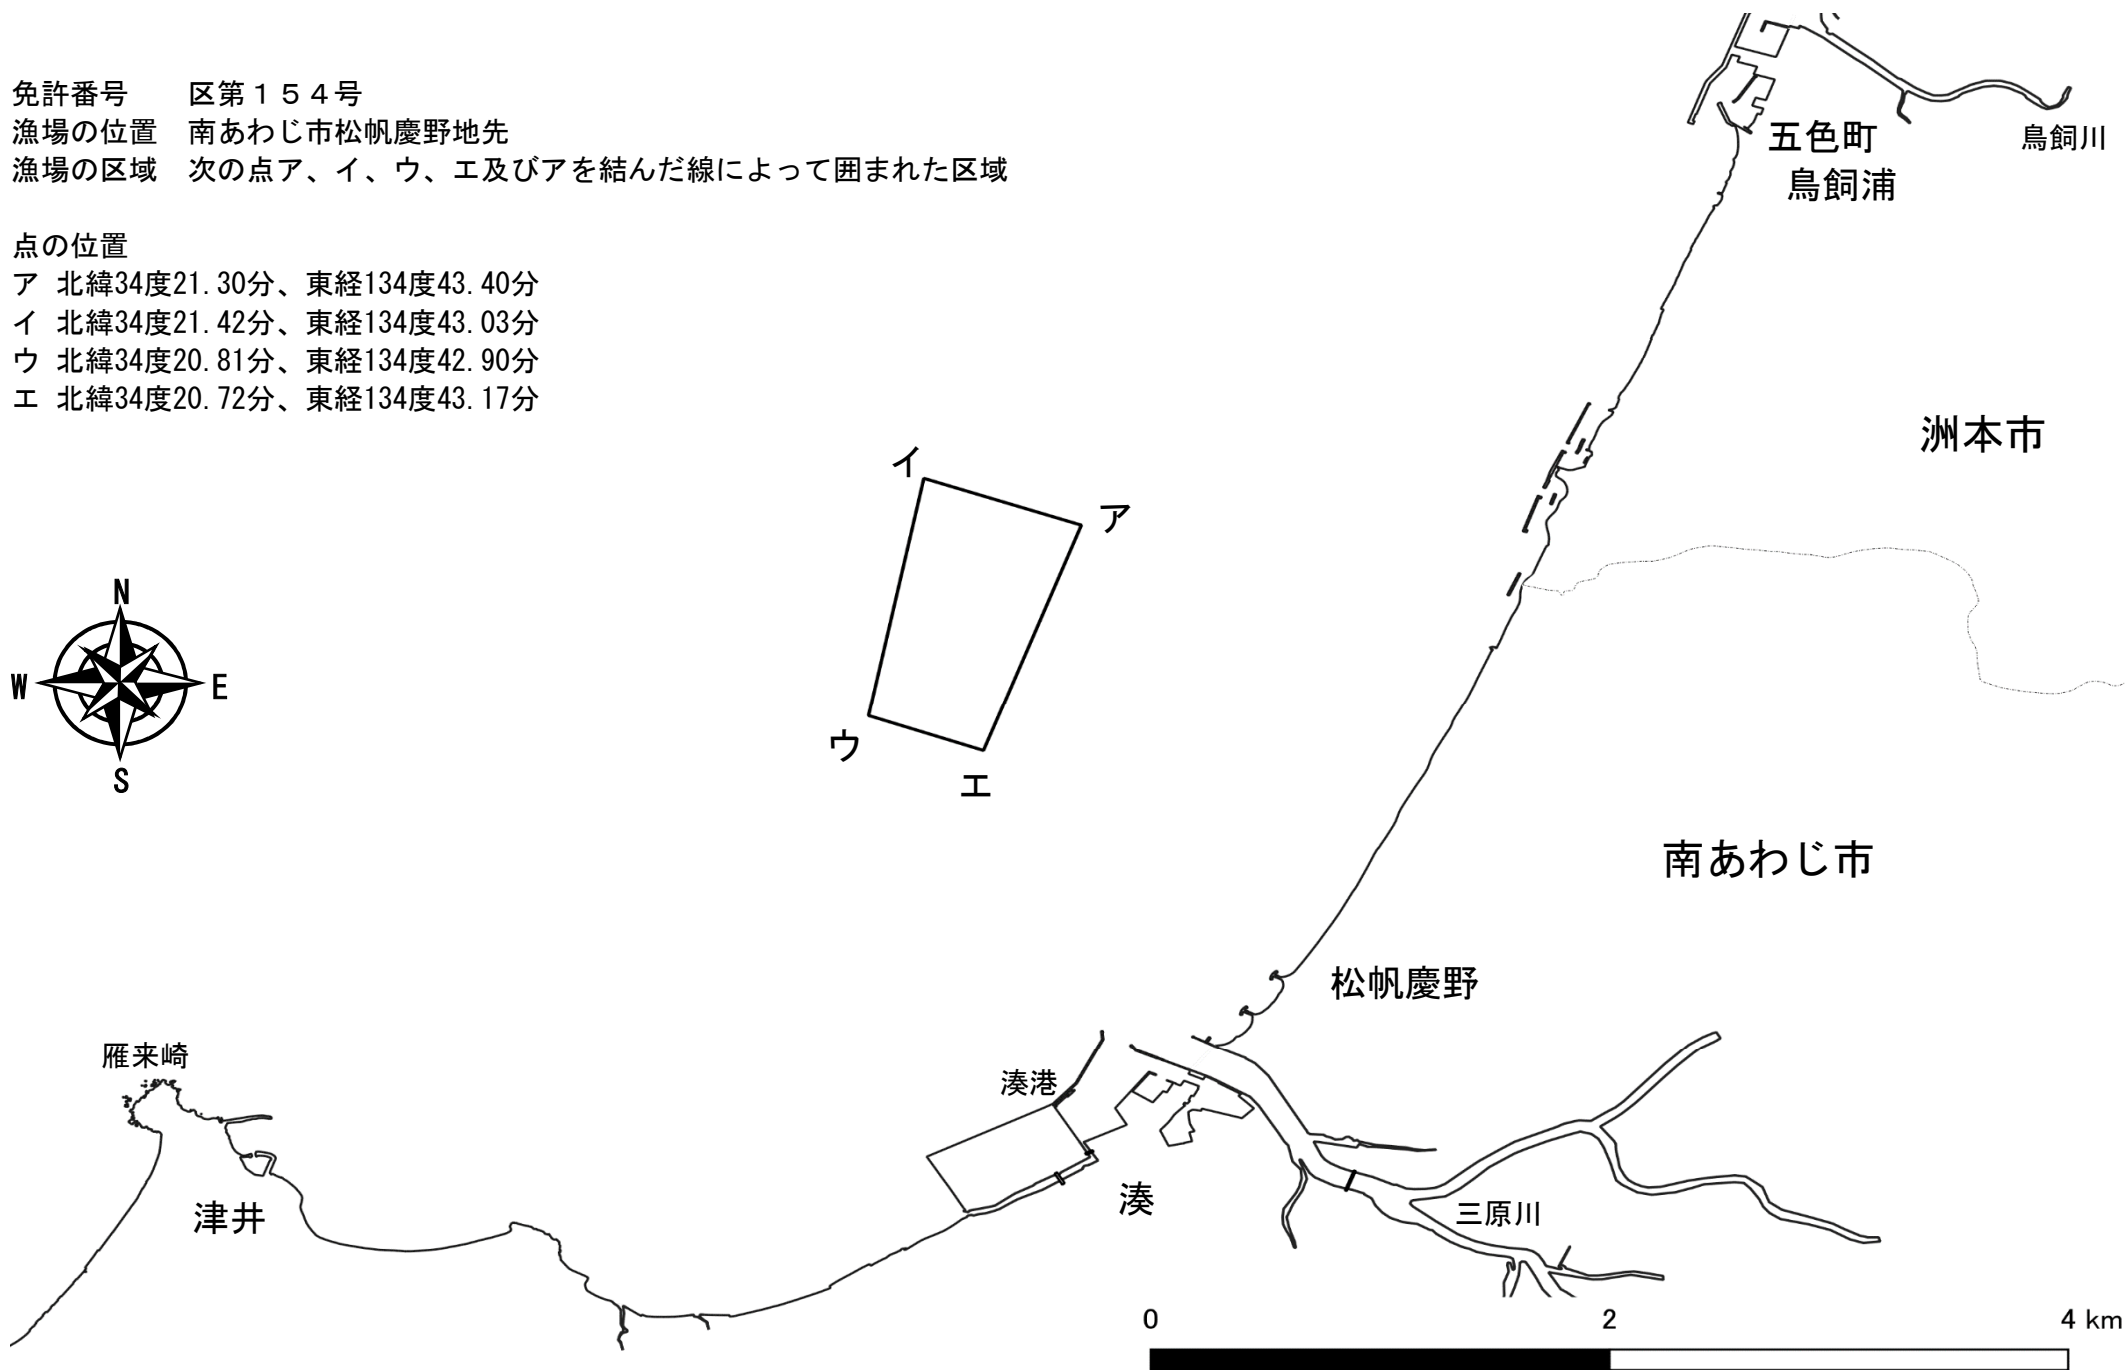 免許番号　　区第１５４号
漁場の位置　南あわじ市松帆慶野地先
漁場の区域　次の点ア、イ、ウ、エ及びアを結んだ線によって囲まれた区域
点の位置
ア 北緯34度21.30分、東経134度43.40分
イ 北緯34度21.42分、東経134度43.03分
ウ 北緯34度20.81分、東経134度42.90分
エ 北緯34度20.72分、東経134度43.17分
五色町
鳥飼浦
鳥飼川
洲本市
イ
ア
ウ
エ
N
W
E
S
南あわじ市
松帆慶野
雁来崎
湊港
津井
湊
三原川
0
2
4 km